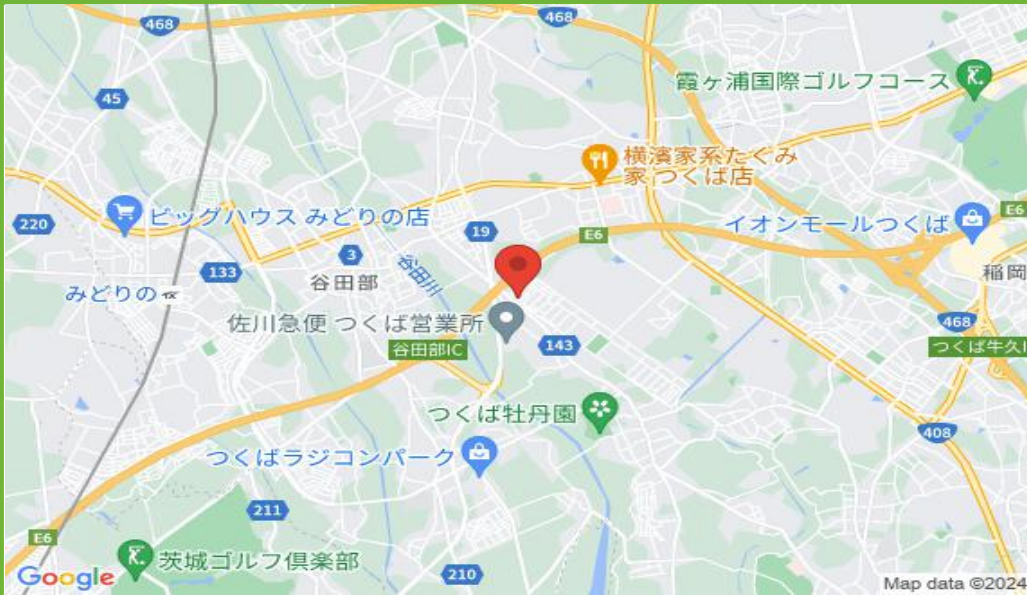 468
468
霞ヶ浦国際ゴルフコース
45
横濱家系たくみ
家 つくば店
ビッグハウス みどりの店
220
イオンモールつくば
E6
19
E6
3
133
谷田部
谷田川
稲岡
みどりの
佐川急便 つくば営業所
468
谷田部IC
143
つくば牛久I
つくば牡丹園
408
つくばラジコンパーク
211
E6
茨城ゴルフ倶楽部
210
Google
Map data ©2024